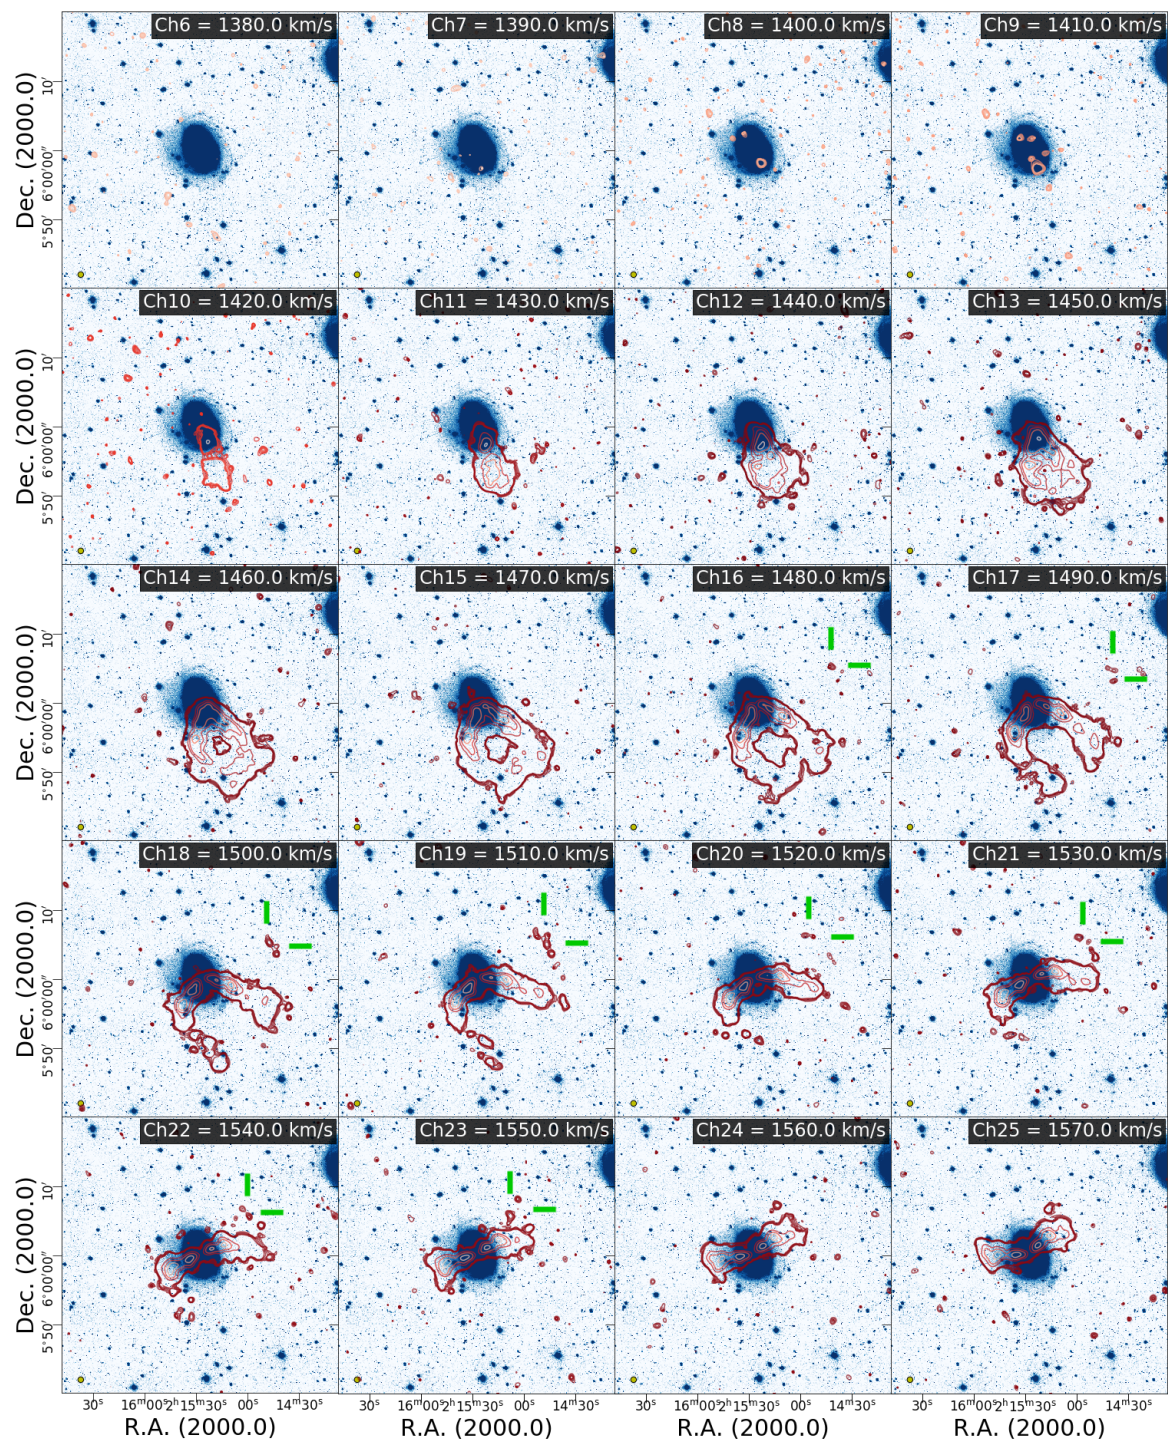 Ch6 = 1380.0 km/s
Ch7 = 1390.0 km/s
Ch8 = 1400.0 km/s
Ch9 = 1410.0 km/s
Dec. (2000.0)
10'
6°00'00"
5°50'
Ch10 = 1420.0 km/s
Ch11 = 1430.0 km/s
Ch12 = 1440.0 km/s
Ch13 = 1450.0 km/s
Dec. (2000.0)
10'
6°00'00"
5°50'
Ch14 = 1460.0 km/s
Ch15 = 1470.0 km/s
Ch16 = 1480.0 km/s
Ch17 = 1490.0 km/s
Dec. (2000.0)
10'
6°00'00"
5°50'
Ch18 = 1500.0 km/s
Ch19 = 1510.0 km/s
Ch20 = 1520.0 km/s
Ch21 = 1530.0 km/s
Dec. (2000.0)
10'
6°00'00"
5°50'
Ch22 = 1540.0 km/s
Ch23 = 1550.0 km/s
Ch24 = 1560.0 km/s
Ch25 = 1570.0 km/s
Dec. (2000.0)
10'
6°00'00"
5°50'
30ˢ 16ᵐ00ˢ 2ʰ15ᵐ30ˢ 00ˢ 14ᵐ30ˢ
30ˢ 16ᵐ00ˢ 2ʰ15ᵐ30ˢ 00ˢ 14ᵐ30ˢ
30ˢ 16ᵐ00ˢ 2ʰ15ᵐ30ˢ 00ˢ 14ᵐ30ˢ
30ˢ 16ᵐ00ˢ 2ʰ15ᵐ30ˢ 00ˢ 14ᵐ30ˢ
R.A. (2000.0)
R.A. (2000.0)
R.A. (2000.0)
R.A. (2000.0)